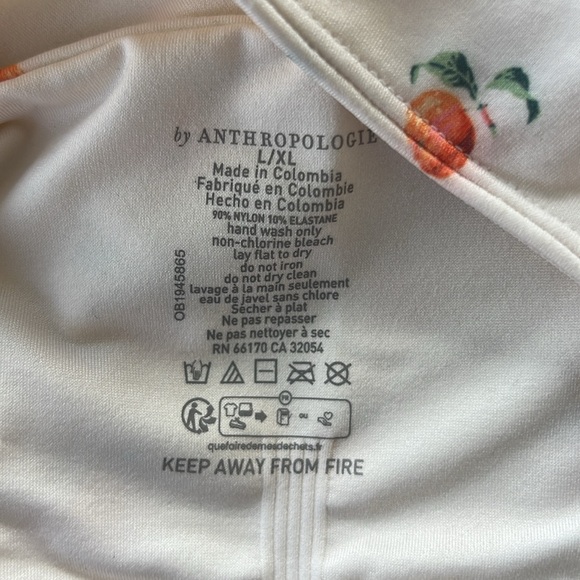 by ANTHROPOLOGIE
L/XL
Made in Colombia
Fabriqué en Colombie
Hecho en Colombia
90% NYLON 10% ELASTANE
hand wash only
non-chlorine bleach
lay flat to dry
do not iron
do not dry clean
lavage à la main seulement
eau de javel sans chlore
Sécher à plat
Ne pas repasser
Ne pas nettoyer à sec
RN 66170 CA 32054
OB1945865
FR
quefairedemesdechets.fr
KEEP AWAY FROM FIRE